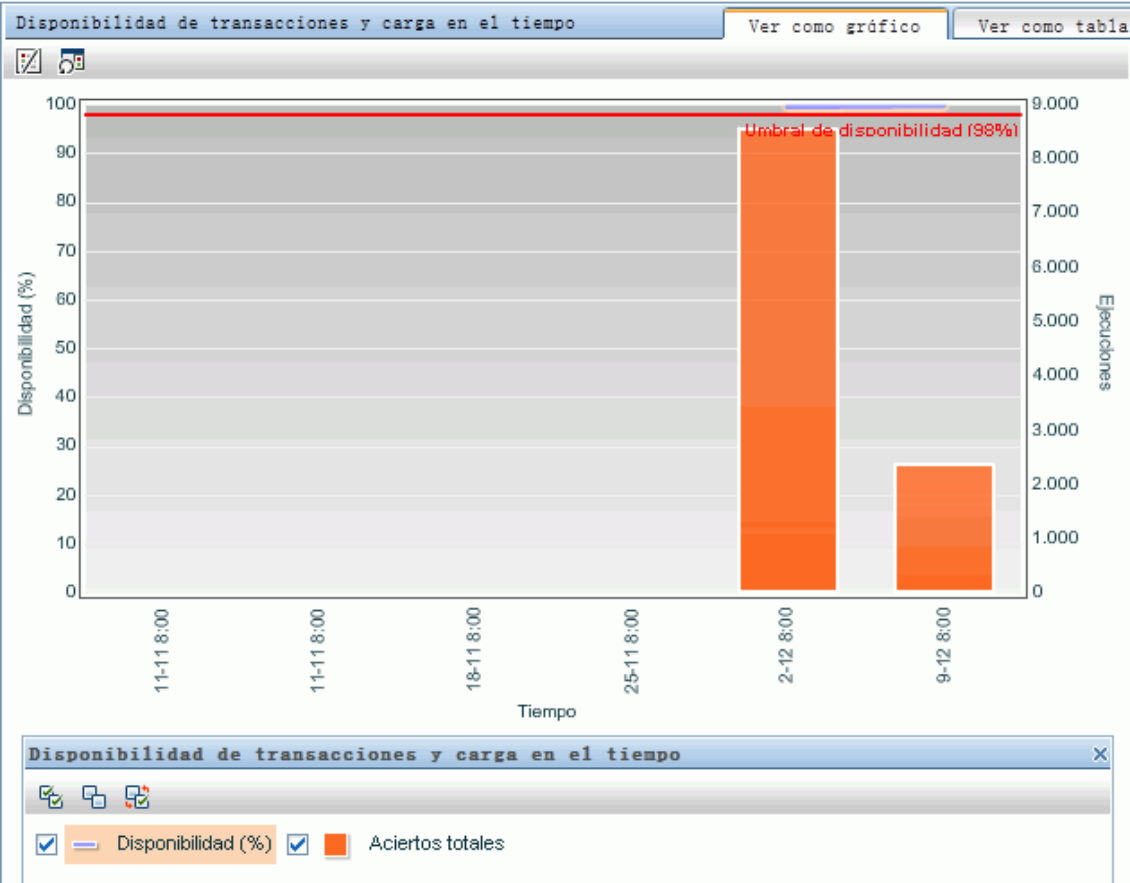 Disponibilidad de transacciones y carga en el tiempo
Ver como gráfico
Ver como tabla
100
90
80
70
60
50
40
30
20
10
0
Disponibilidad (%)
Umbral de disponibilidad (98%)
9.000
8.000
7.000
6.000
5.000
4.000
3.000
2.000
1.000
0
Ejecuciones
11-11 8:00
11-11 8:00
18-11 8:00
25-11 8:00
2-12 8:00
9-12 8:00
Tiempo
Disponibilidad de transacciones y carga en el tiempo
Disponibilidad (%)
Aciertos totales